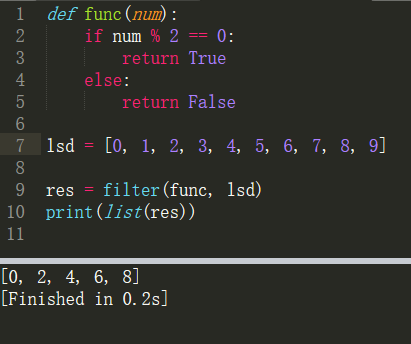 1 def func(num):
2     if num % 2 == 0:
3         return True
4     else:
5         return False
6
7 lsd = [0, 1, 2, 3, 4, 5, 6, 7, 8, 9]
8
9 res = filter(func, lsd)
10 print(list(res))
11
[0, 2, 4, 6, 8]
[Finished in 0.2s]